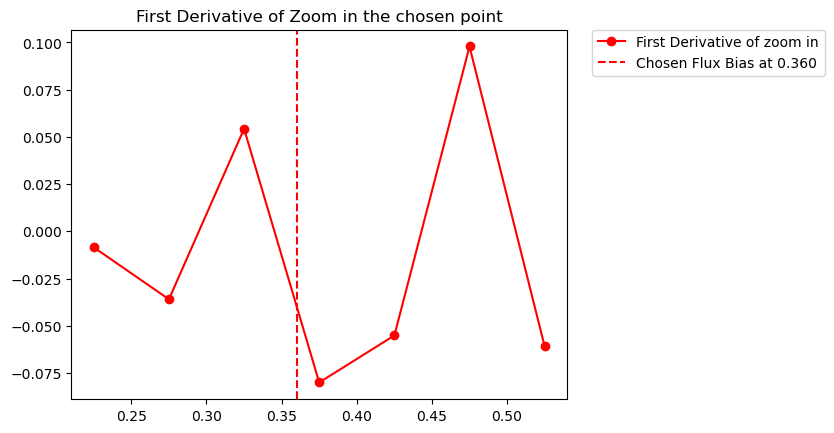 First Derivative of Zoom in the chosen point
First Derivative of zoom in
Chosen Flux Bias at 0.360
0.100
0.075
0.050
0.025
0.000
−0.025
−0.050
−0.075
0.25 0.30 0.35 0.40 0.45 0.50